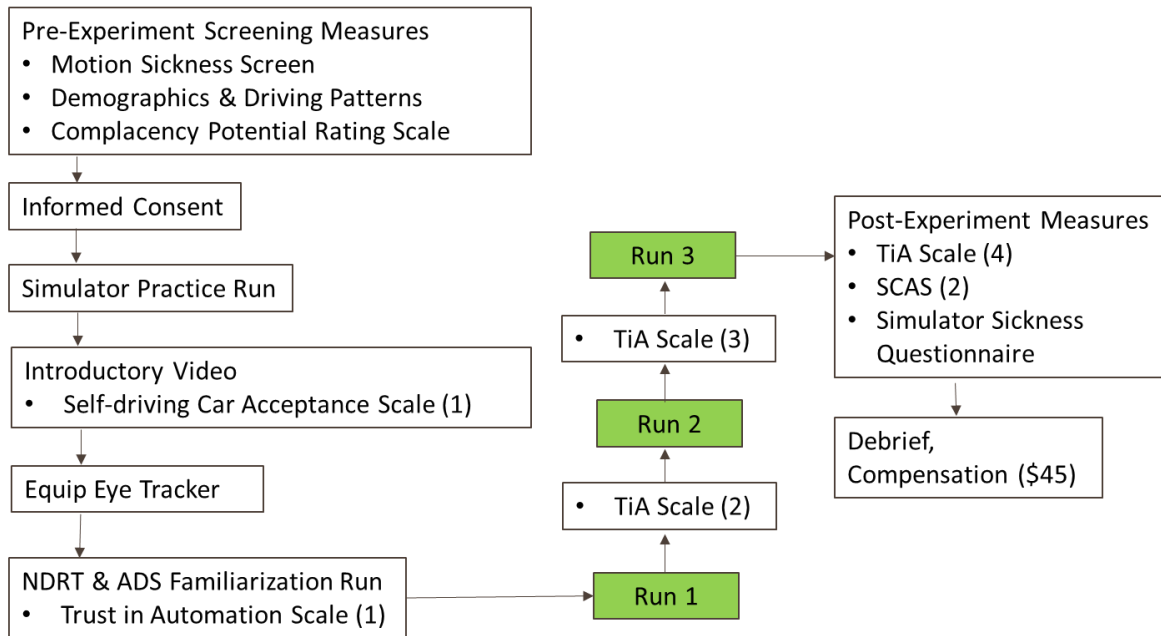 Pre-Experiment Screening Measures
• Motion Sickness Screen
• Demographics & Driving Patterns
• Complacency Potential Rating Scale
Informed Consent
Simulator Practice Run
Introductory Video
• Self-driving Car Acceptance Scale (1)
Equip Eye Tracker
NDRT & ADS Familiarization Run
• Trust in Automation Scale (1)
Run 1
• TiA Scale (2)
Run 2
• TiA Scale (3)
Run 3
Post-Experiment Measures
• TiA Scale (4)
• SCAS (2)
• Simulator Sickness
Questionnaire
Debrief,
Compensation ($45)